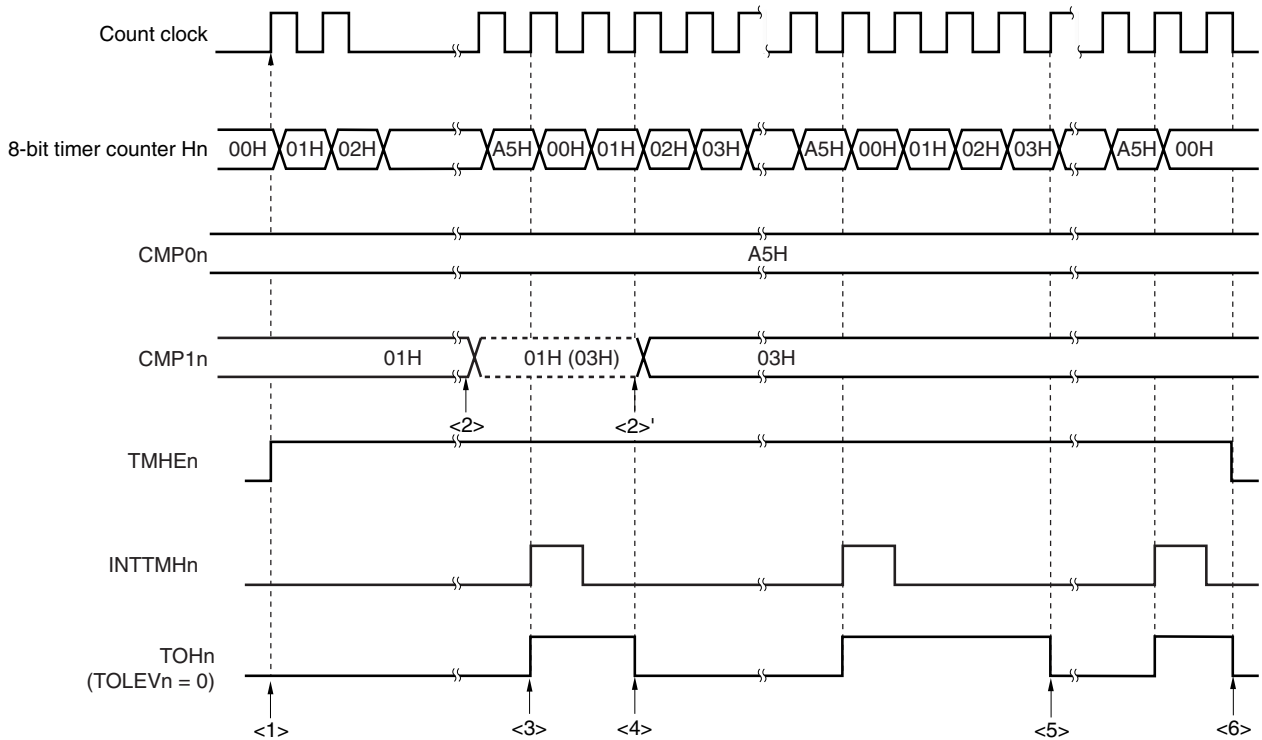 Count clock
8-bit timer counter Hn 00H 01H 02H A5H 00H 01H 02H 03H A5H 00H 01H 02H 03H A5H 00H
CMP0n A5H
CMP1n 01H 01H (03H) 03H
<2> <2>'
TMHEn
INTTMHn
TOHn
(TOLEVn = 0)
<1> <3> <4> <5> <6>